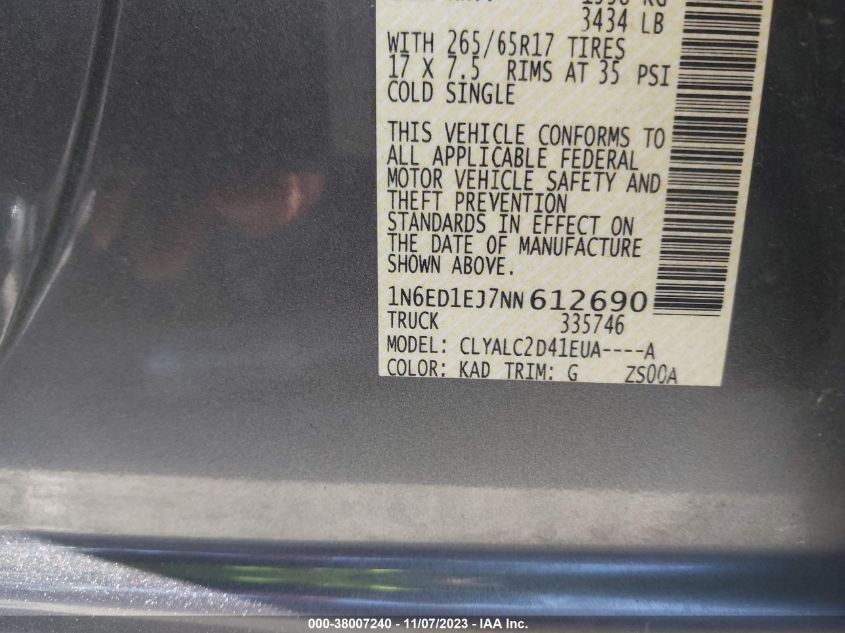 3434 LB
WITH 265/65R17 TIRES
17 X 7.5 RIMS AT 35 PSI
COLD SINGLE
THIS VEHICLE CONFORMS TO
ALL APPLICABLE FEDERAL
MOTOR VEHICLE SAFETY AND
THEFT PREVENTION
STANDARDS IN EFFECT ON
THE DATE OF MANUFACTURE
SHOWN ABOVE.
1N6ED1EJ7NN612690
TRUCK 335746
MODEL: CLYALC2D41EUA----A
COLOR: KAD TRIM: G ZS00A
000-38007240 - 11/07/2023 - IAA Inc.